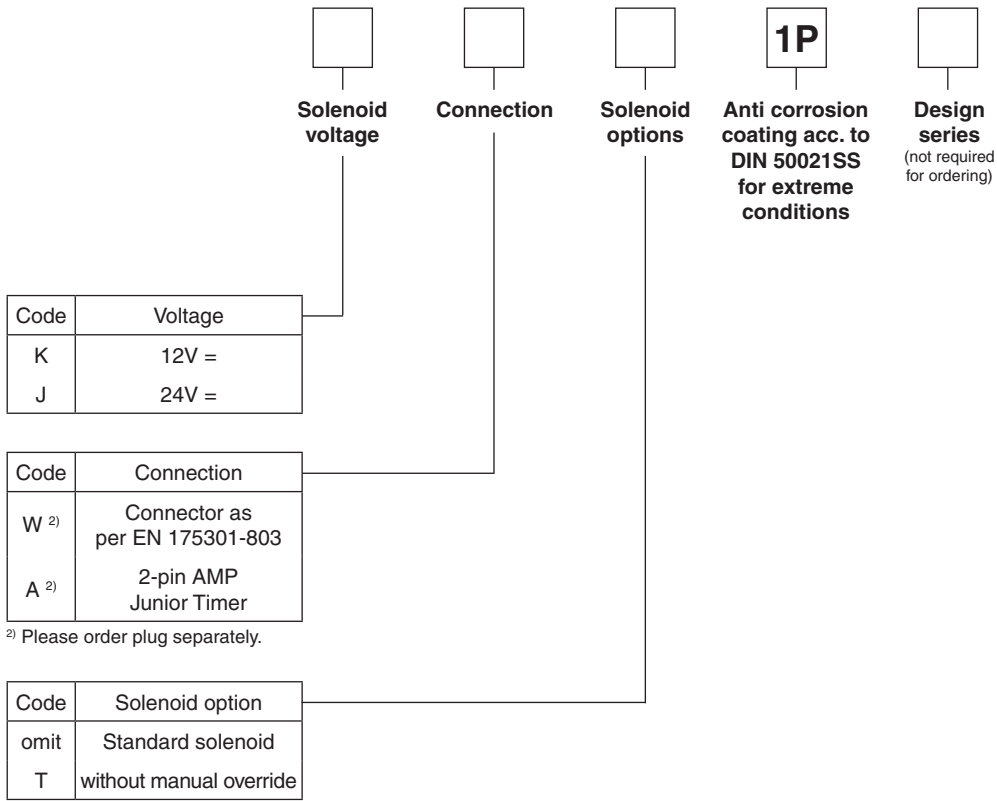 1P
Solenoid
voltage
Connection
Solenoid
options
Anti corrosion
coating acc. to
DIN 50021SS
for extreme
conditions
Design
series
(not required
for ordering)
Code Voltage
K 12V =
J 24V =
Code Connection
W ²⁾ Connector as
per EN 175301-803
A ²⁾ 2-pin AMP
Junior Timer
²⁾ Please order plug separately.
Code Solenoid option
omit Standard solenoid
T without manual override